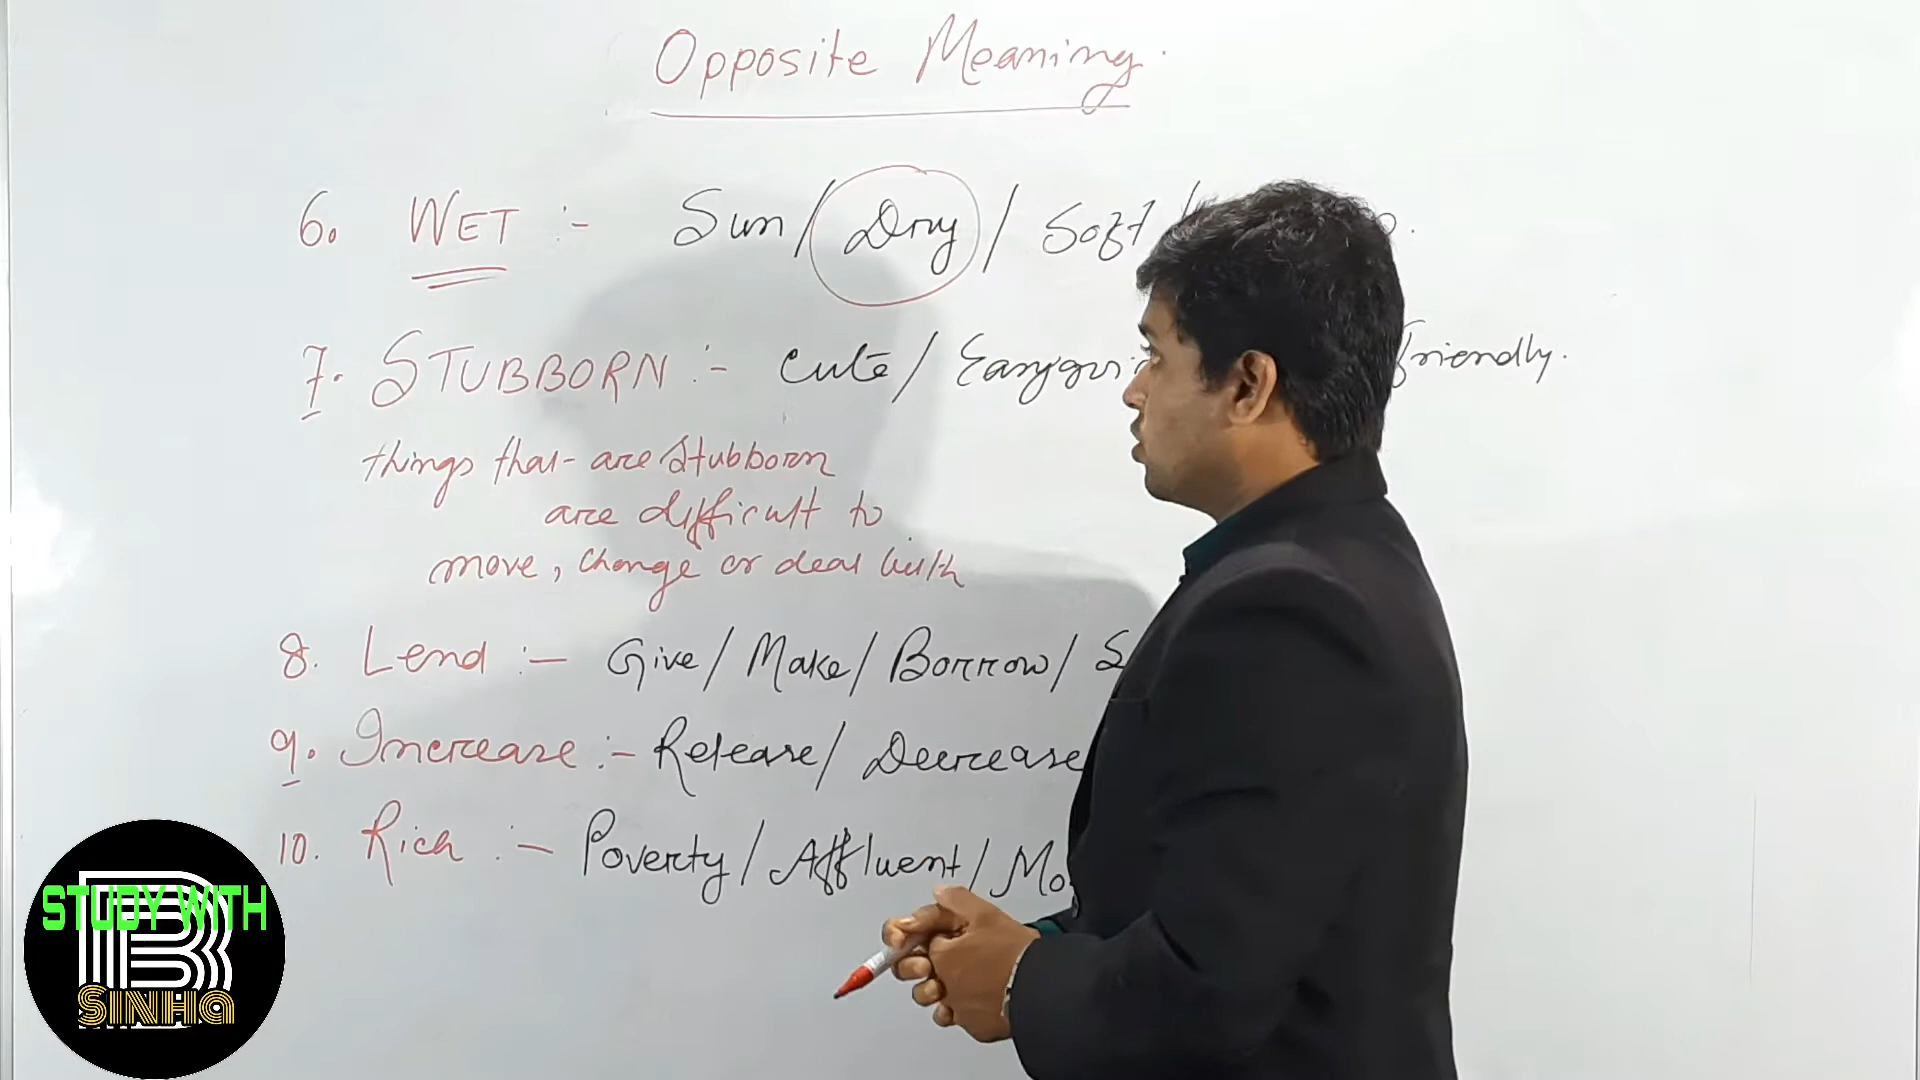 Opposite Meaning.
6. WET :- Sun / Dry / Soft /
7. STUBBORN :- Cute / friendly.
things that are stubborn
are difficult to
move, change or deal with
8. Lend :- Give / Make / Borrow /
9. Increase :- Release / Decrease
10. Rich :- Poverty / Affluent /
STUDY WITH
B
SINHA